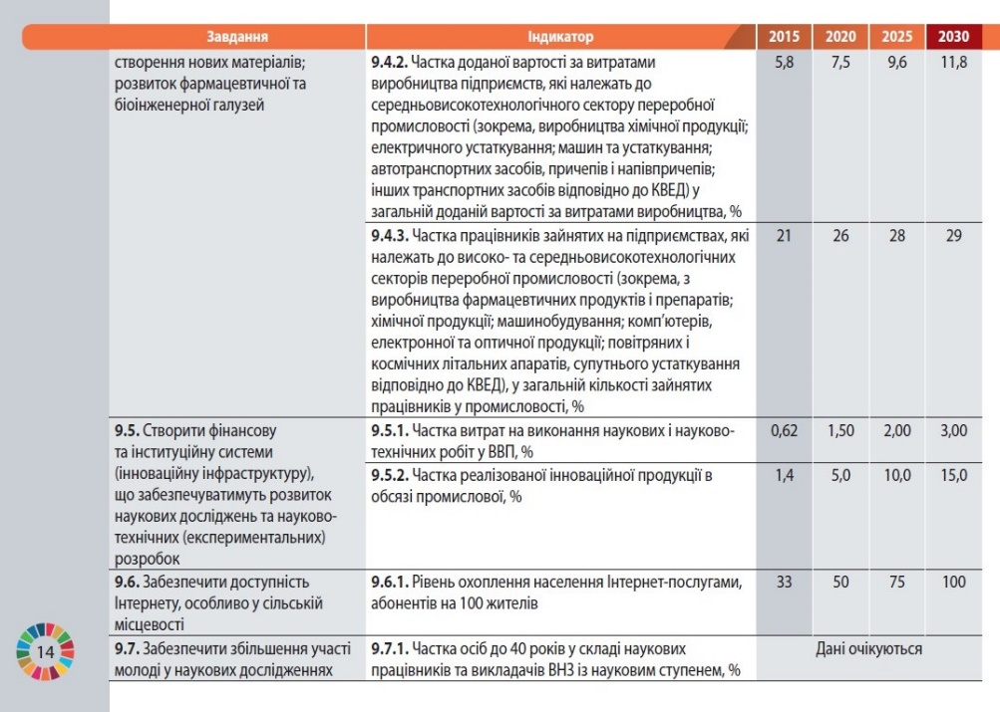 Завдання Індикатор 2015 2020 2025 2030
створення нових матеріалів;
розвиток фармацевтичної та
біоінженерної галузей
9.4.2. Частка доданої вартості за витратами 5,8 7,5 9,6 11,8
виробництва підприємств, які належать до
середньовисокотехнологічного сектору переробної
промисловості (зокрема, виробництва хімічної продукції;
електричного устаткування; машин та устаткування;
автотранспортних засобів, причепів і напівпричепів;
інших транспортних засобів відповідно до КВЕД) у
загальній доданій вартості за витратами виробництва, %
9.4.3. Частка працівників зайнятих на підприємствах, які 21 26 28 29
належать до високо- та середньовисокотехнологічних
секторів переробної промисловості (зокрема, з
виробництва фармацевтичних продуктів і препаратів;
хімічної продукції; машинобудування; комп’ютерів,
електронної та оптичної продукції; повітряних і
космічних літальних апаратів, супутнього устаткування
відповідно до КВЕД), у загальній кількості зайнятих
працівників у промисловості, %
9.5. Створити фінансову
та інституційну системи
(інноваційну інфраструктуру),
що забезпечуватимуть розвиток
наукових досліджень та науково-
технічних (експериментальних)
розробок
9.5.1. Частка витрат на виконання наукових і науково- 0,62 1,50 2,00 3,00
технічних робіт у ВВП, %
9.5.2. Частка реалізованої інноваційної продукції в 1,4 5,0 10,0 15,0
обсязі промислової, %
9.6. Забезпечити доступність
Інтернету, особливо у сільській
місцевості
9.6.1. Рівень охоплення населення Інтернет-послугами, 33 50 75 100
абонентів на 100 жителів
9.7. Забезпечити збільшення участі
молоді у наукових дослідженнях
9.7.1. Частка осіб до 40 років у складі наукових Дані очікуються
працівників та викладачів ВНЗ із науковим ступенем, %
14